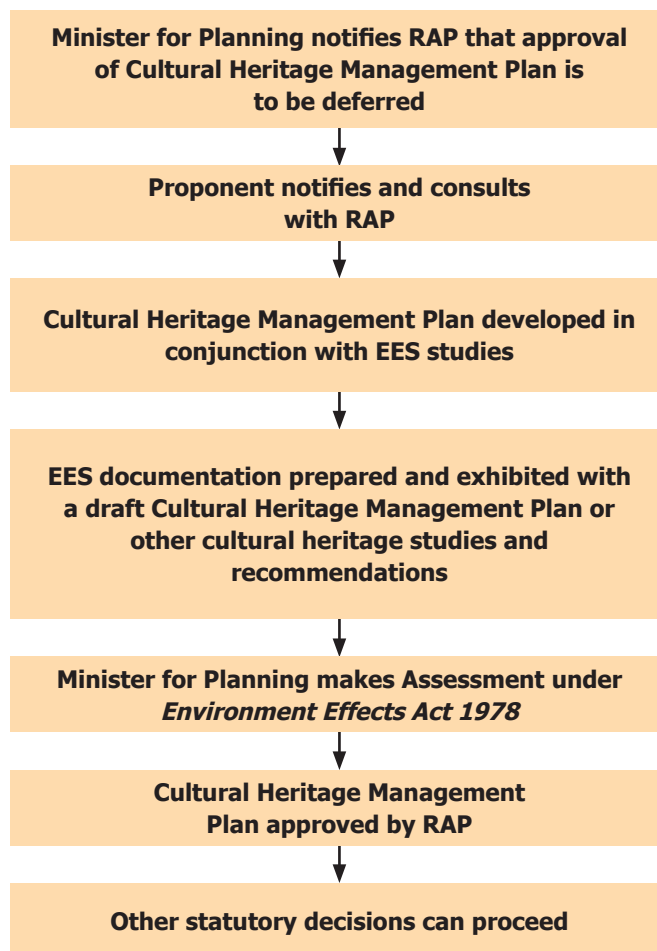 Minister for Planning notifies RAP that approval
of Cultural Heritage Management Plan is
to be deferred
Proponent notifies and consults
with RAP
Cultural Heritage Management Plan developed in
conjunction with EES studies
EES documentation prepared and exhibited with
a draft Cultural Heritage Management Plan or
other cultural heritage studies and
recommendations
Minister for Planning makes Assessment under
Environment Effects Act 1978
Cultural Heritage Management
Plan approved by RAP
Other statutory decisions can proceed